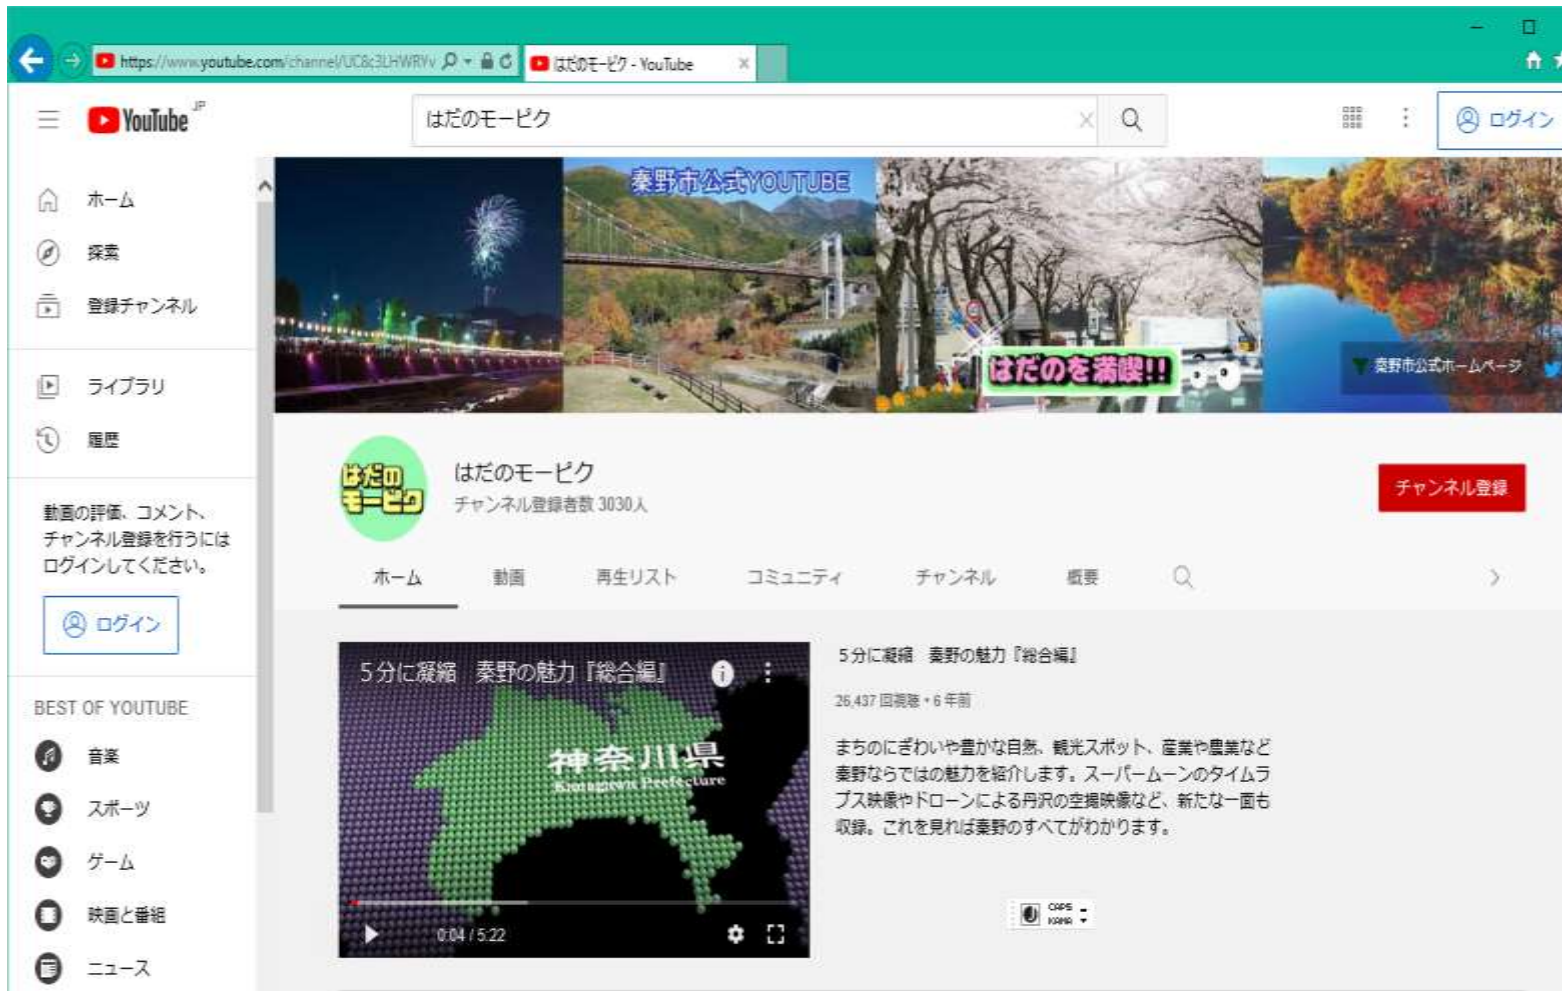 https://www.youtube.com/channel/UC8c3LHWRYv
はだのモーピク - YouTube
YouTube JP
はだのモーピク
ログイン
ホーム
探索
登録チャンネル
ライブラリ
履歴
動画の評価、コメント、
チャンネル登録を行うには
ログインしてください。
ログイン
BEST OF YOUTUBE
音楽
スポーツ
ゲーム
映画と番組
ニュース
秦野市公式YOUTUBE
はだのを満喫!!
秦野市公式ホームページ
はだの
モーピク
はだのモーピク
チャンネル登録者数 3030人
チャンネル登録
ホーム
動画
再生リスト
コミュニティ
チャンネル
概要
5分に凝縮 秦野の魅力『総合編』
神奈川県
Kanagawa Prefecture
0:04 / 5:22
5分に凝縮 秦野の魅力『総合編』
26,437 回視聴・6 年前
まちのにぎわいや豊かな自然、観光スポット、産業や農業など
秦野ならではの魅力を紹介します。スーパームーンのタイムラ
プス映像やドローンによる丹沢の空撮映像など、新たな一面も
収録。これを見れば秦野のすべてがわかります。
CAPS
KANA